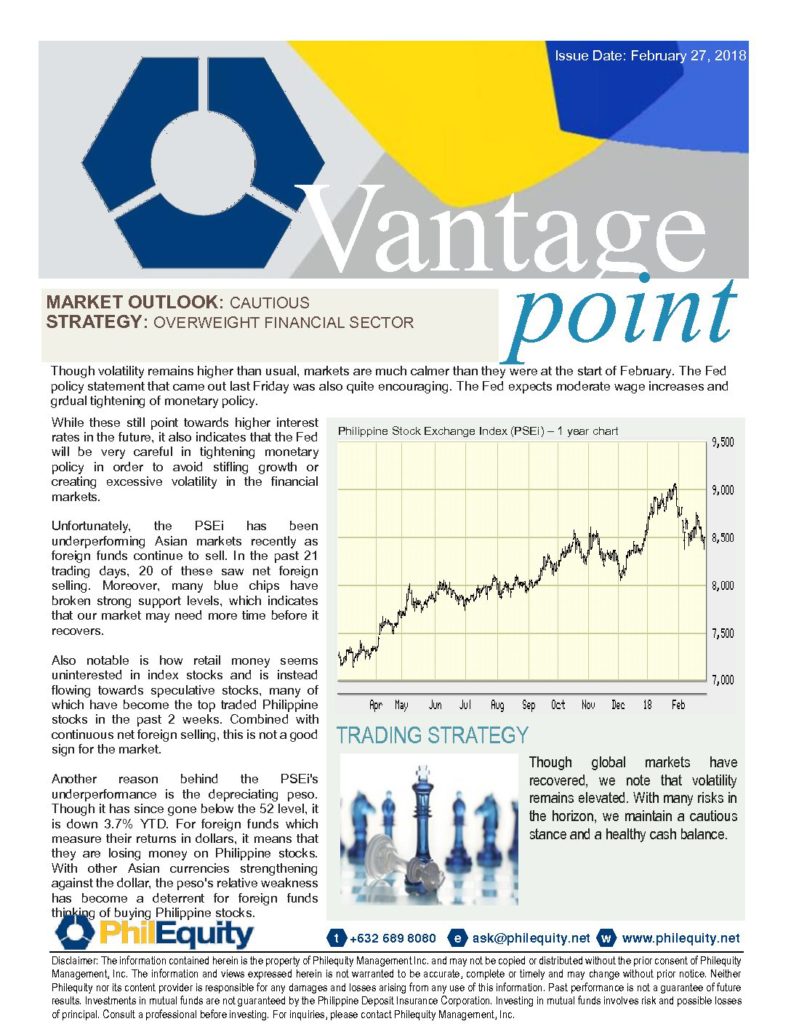 Issue Date: February 27, 2018
Vantage
point
MARKET OUTLOOK: CAUTIOUS
STRATEGY: OVERWEIGHT FINANCIAL SECTOR
Though volatility remains higher than usual, markets are much calmer than they were at the start of February. The Fed
policy statement that came out last Friday was also quite encouraging. The Fed expects moderate wage increases and
grdual tightening of monetary policy.
While these still point towards higher interest
rates in the future, it also indicates that the Fed
will be very careful in tightening monetary
policy in order to avoid stifling growth or
creating excessive volatility in the financial
markets.
Unfortunately, the PSEi has been
underperforming Asian markets recently as
foreign funds continue to sell. In the past 21
trading days, 20 of these saw net foreign
selling. Moreover, many blue chips have
broken strong support levels, which indicates
that our market may need more time before it
recovers.
Also notable is how retail money seems
uninterested in index stocks and is instead
flowing towards speculative stocks, many of
which have become the top traded Philippine
stocks in the past 2 weeks. Combined with
continuous net foreign selling, this is not a good
sign for the market.
Another reason behind the PSEi's
underperformance is the depreciating peso.
Though it has since gone below the 52 level, it
is down 3.7% YTD. For foreign funds which
measure their returns in dollars, it means that
they are losing money on Philippine stocks.
With other Asian currencies strengthening
against the dollar, the peso's relative weakness
has become a deterrent for foreign funds
thinking of buying Philippine stocks.
Philippine Stock Exchange Index (PSEi) – 1 year chart
9,500
9,000
8,500
8,000
7,500
7,000
Apr May Jun Jul Aug Sep Oct Nov Dec 18 Feb
TRADING STRATEGY
Though global markets have
recovered, we note that volatility
remains elevated. With many risks in
the horizon, we maintain a cautious
stance and a healthy cash balance.
PhilEquity
t +632 689 8080 e ask@philequity.net w www.philequity.net
Disclaimer: The information contained herein is the property of Philequity Management Inc. and may not be copied or distributed without the prior consent of Philequity
Management, Inc. The information and views expressed herein is not warranted to be accurate, complete or timely and may change without prior notice. Neither
Philequity nor its content provider is responsible for any damages and losses arising from any use of this information. Past performance is not a guarantee of future
results. Investments in mutual funds are not guaranteed by the Philippine Deposit Insurance Corporation. Investing in mutual funds involves risk and possible losses
of principal. Consult a professional before investing. For inquiries, please contact Philequity Management, Inc.